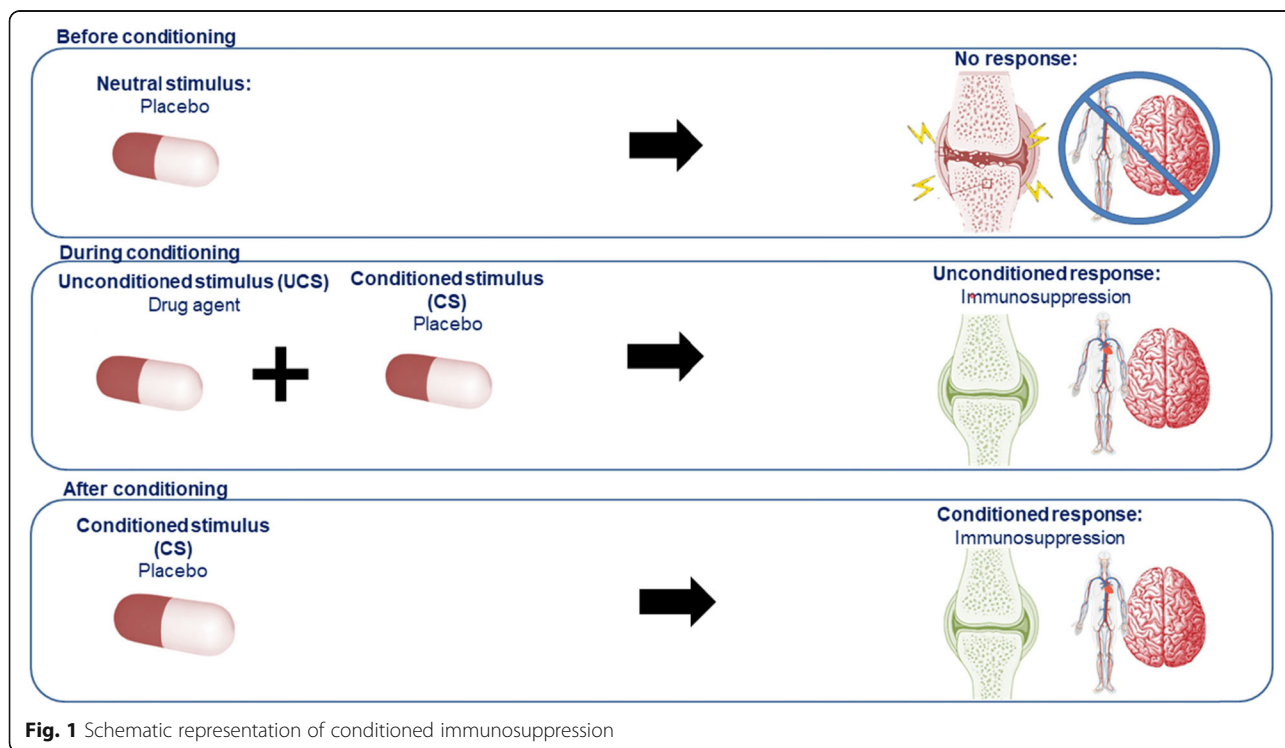 Before conditioning
Neutral stimulus:
Placebo
No response:
During conditioning
Unconditioned stimulus (UCS)
Drug agent
Conditioned stimulus
(CS)
Placebo
Unconditioned response:
Immunosuppression
After conditioning
Conditioned stimulus
(CS)
Placebo
Conditioned response:
Immunosuppression
Fig. 1 Schematic representation of conditioned immunosuppression